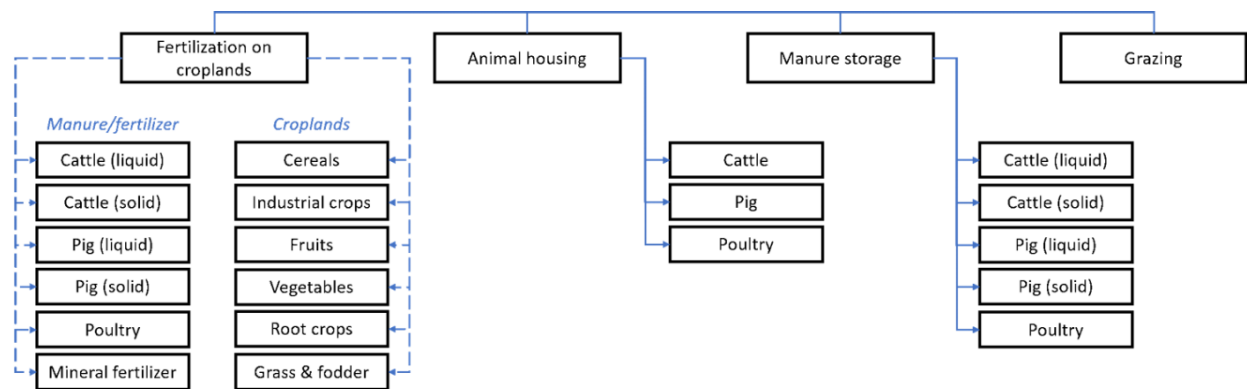 Fertilization on
croplands
Animal housing
Manure storage
Grazing
Manure/fertilizer
Cattle (liquid)
Cattle (solid)
Pig (liquid)
Pig (solid)
Poultry
Mineral fertilizer
Croplands
Cereals
Industrial crops
Fruits
Vegetables
Root crops
Grass & fodder
Cattle
Pig
Poultry
Cattle (liquid)
Cattle (solid)
Pig (liquid)
Pig (solid)
Poultry